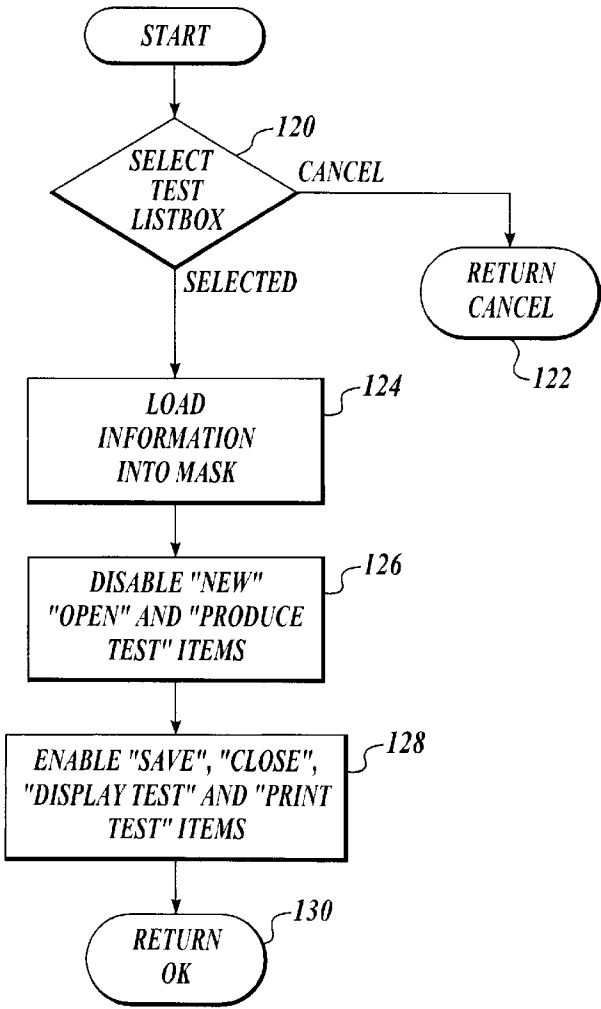 START
120
SELECT
TEST
LISTBOX
CANCEL
SELECTED
RETURN
CANCEL
122
124
LOAD
INFORMATION
INTO MASK
126
DISABLE "NEW"
"OPEN" AND "PRODUCE
TEST" ITEMS
128
ENABLE "SAVE", "CLOSE",
"DISPLAY TEST" AND "PRINT
TEST" ITEMS
130
RETURN
OK